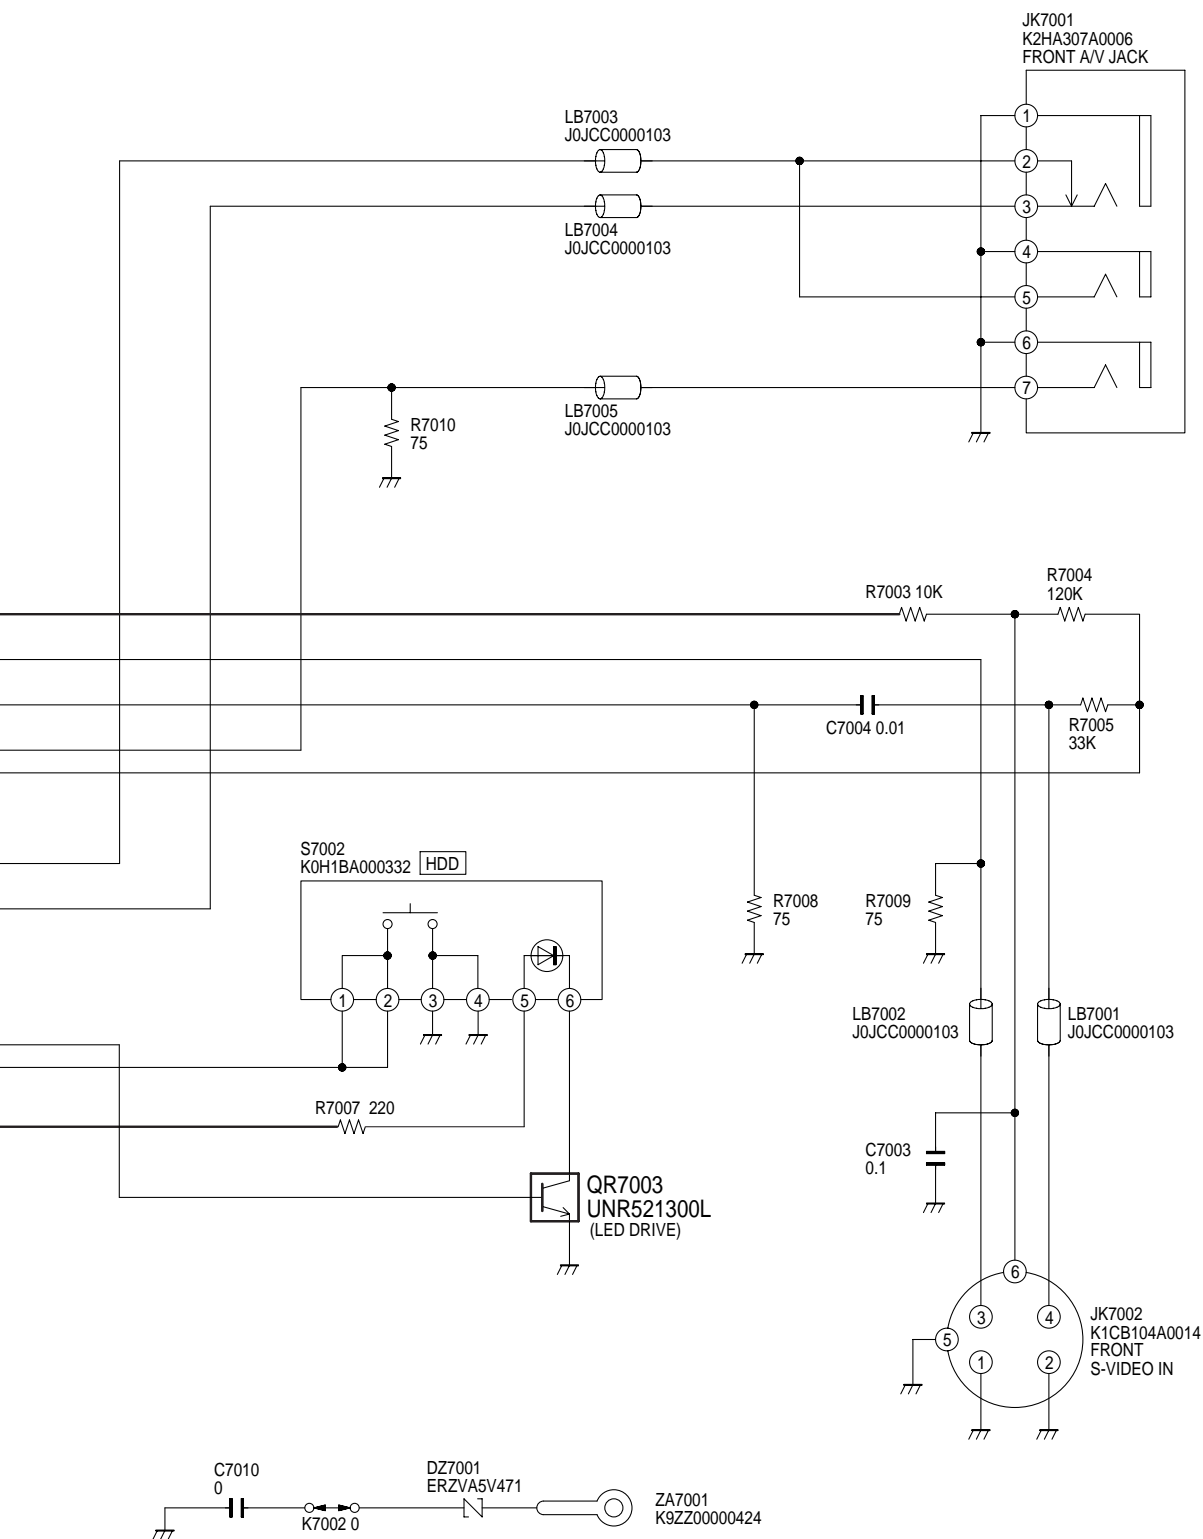 JK7001
K2HA307A0006
FRONT A/V JACK
1
LB7003
J0JCC0000103
2
3
LB7004
J0JCC0000103
4
5
6
7
LB7005
J0JCC0000103
R7010
75
R7003 10K
R7004
120K
C7004 0.01
R7005
33K
S7002
K0H1BA000332 HDD
R7008
75
R7009
75
1 2 3 4 5 6
LB7002
J0JCC0000103
LB7001
J0JCC0000103
R7007 220
C7003
0.1
QR7003
UNR521300L
(LED DRIVE)
6
3 4
5
1 2
JK7002
K1CB104A0014
FRONT
S-VIDEO IN
C7010
0
K7002 0
DZ7001
ERZVA5V471
ZA7001
K9ZZ00000424